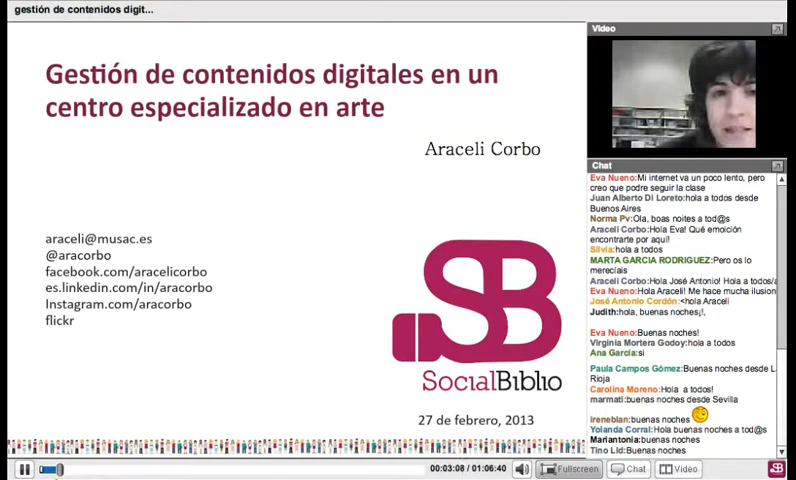 gestión de contenidos digit...
Gestión de contenidos digitales en un
centro especializado en arte
Araceli Corbo
araceli@musac.es
@aracorbo
facebook.com/aracelicorbo
es.linkedin.com/in/aracorbo
Instagram.com/aracorbo
flickr
SB
SocialBiblio
27 de febrero, 2013
Video
Chat
Eva Nueno:Mi internet va un poco lento, pero
creo que podre seguir la clase
Juan Alberto Di Loreto:hola a todos desde
Buenos Aires
Norma Pv:Ola, boas noites a tod@s
Araceli Corbo:Hola Eva! Qué emoición
encontrarte por aquí!
Silvia:hola a todos
MARTA GARCIA RODRIGUEZ:Pero os lo
merecíais
Araceli Corbo:Hola José Antonio! Hola a todos/a
Eva Nueno:Hola Araceli! Me hace mucha ilusion
José Antonio Cordón:<hola Araceli
Judith:hola, buenas noches¡,
Eva Nueno:Buenas noches!
Virginia Mortera Godoy:hola a todos
Ana Garcia:si
Paula Campos Gómez:Buenas noches desde L
Rioja
Carolina Moreno:Hola a todos!
marmati:buenas noches desde Sevilla
ireneblan:buenas noches
Yolanda Corral:Hola buenas noches a tod@s
Mariantonia:buenas noches
Tino Lld:Buenas noches
00:03:08 / 01:06:40
Fullscreen
Chat
Video
SB